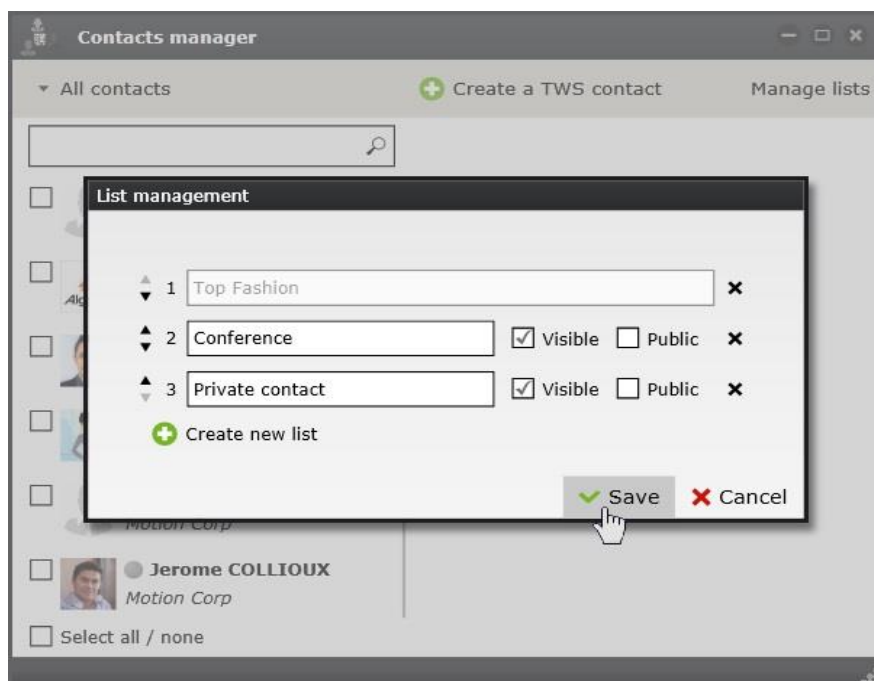 Contacts manager
All contacts
Create a TWS contact
Manage lists
List management
1 Top Fashion
2 Conference Visible Public
3 Private contact Visible Public
Create new list
Save Cancel
Motion Corp
Jerome COLLIOUX
Motion Corp
Select all / none